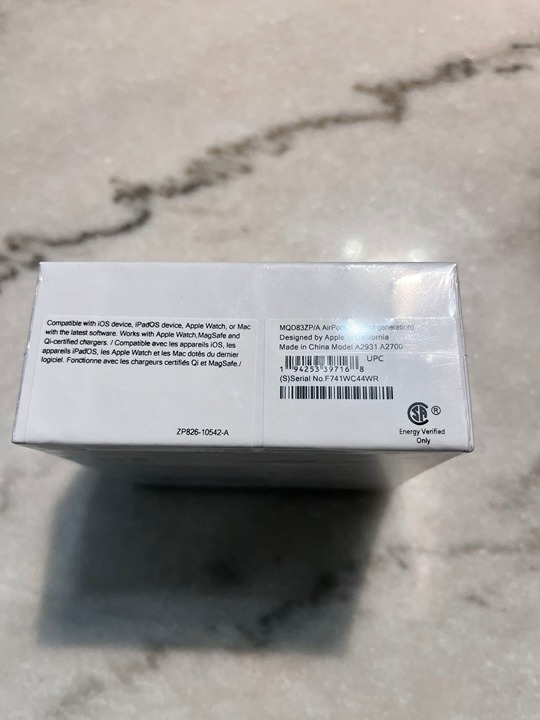 Compatible with iOS device, iPadOS device, Apple Watch, or Mac
with the latest software. Works with Apple Watch,MagSafe and
Qi-certified chargers. / Compatible avec les appareils iOS, les
appareils iPadOS, les Apple Watch et les Mac dotés du dernier
logiciel. Fonctionne avec les chargeurs certifiés Qi et MagSafe./
ZP826-10542-A
MQD83ZP/A generation)
Designed by Apple
Made in China Model A2931 A2700
UPC
1 94253 39716 8
(S)Serial No.F741WC44WR
SA ®
Energy Verified
Only